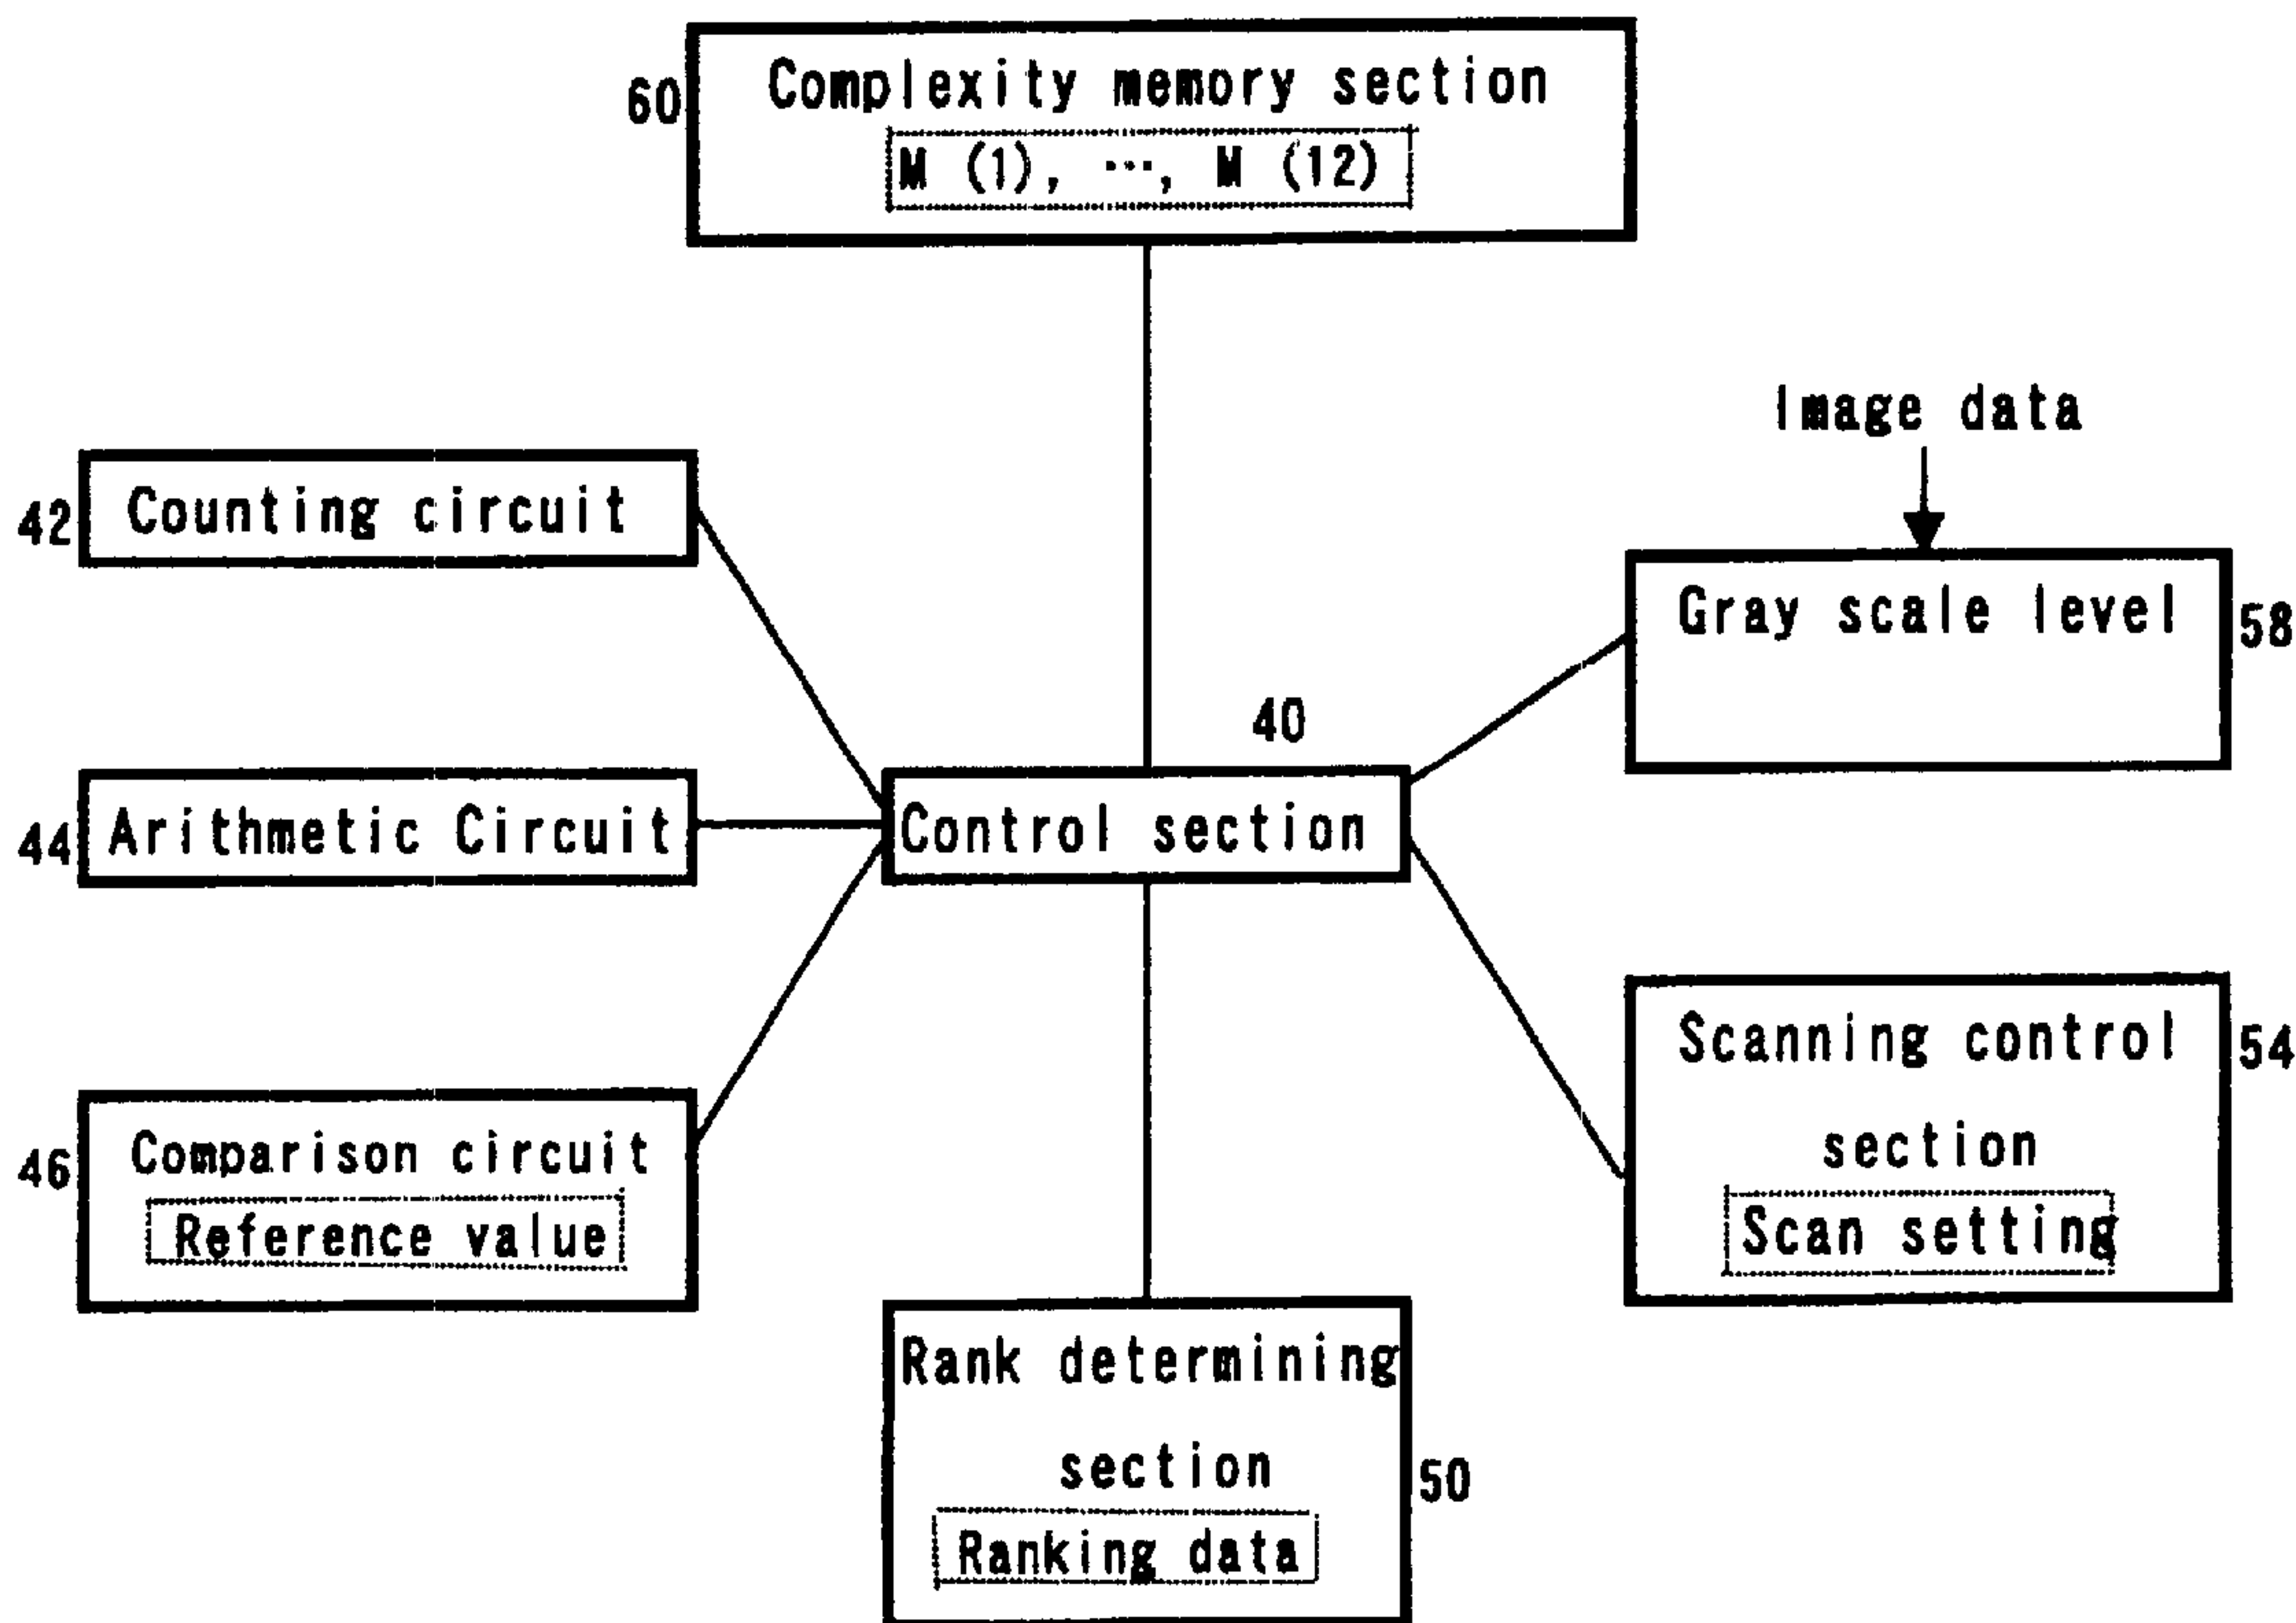 60
Complexity memory section
M (1), ···, M (12)
Image data
42
Counting circuit
Gray scale level
58
40
44
Arithmetic Circuit
Control section
Scanning control
section
54
Scan setting
46
Comparison circuit
Reference value
Rank determining
section
50
Ranking data